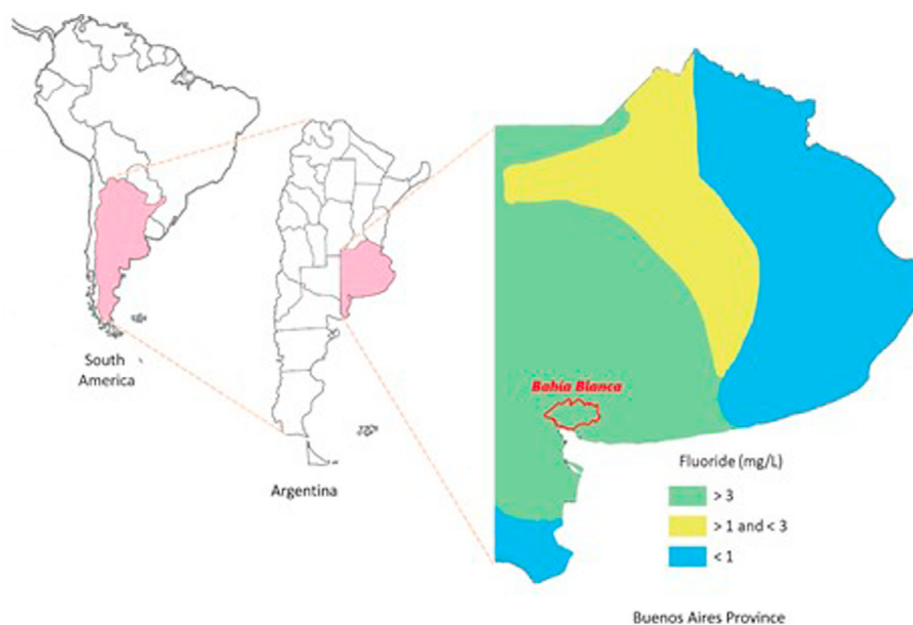 South
America
Argentina
Bahía Blanca
Fluoride (mg/L)
> 3
> 1 and < 3
< 1
Buenos Aires Province